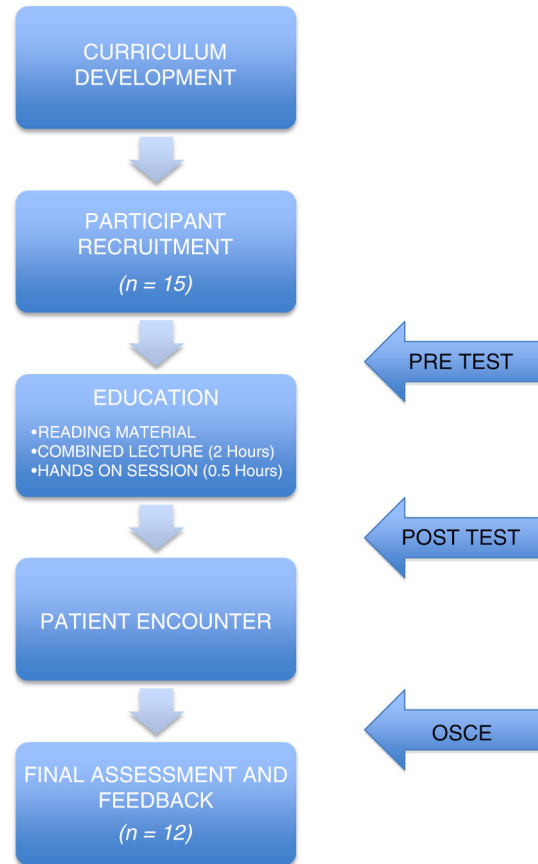 CURRICULUM
DEVELOPMENT
PARTICIPANT
RECRUITMENT
(n = 15)
PRE TEST
EDUCATION
•READING MATERIAL
•COMBINED LECTURE (2 Hours)
•HANDS ON SESSION (0.5 Hours)
POST TEST
PATIENT ENCOUNTER
OSCE
FINAL ASSESSMENT AND
FEEDBACK
(n = 12)